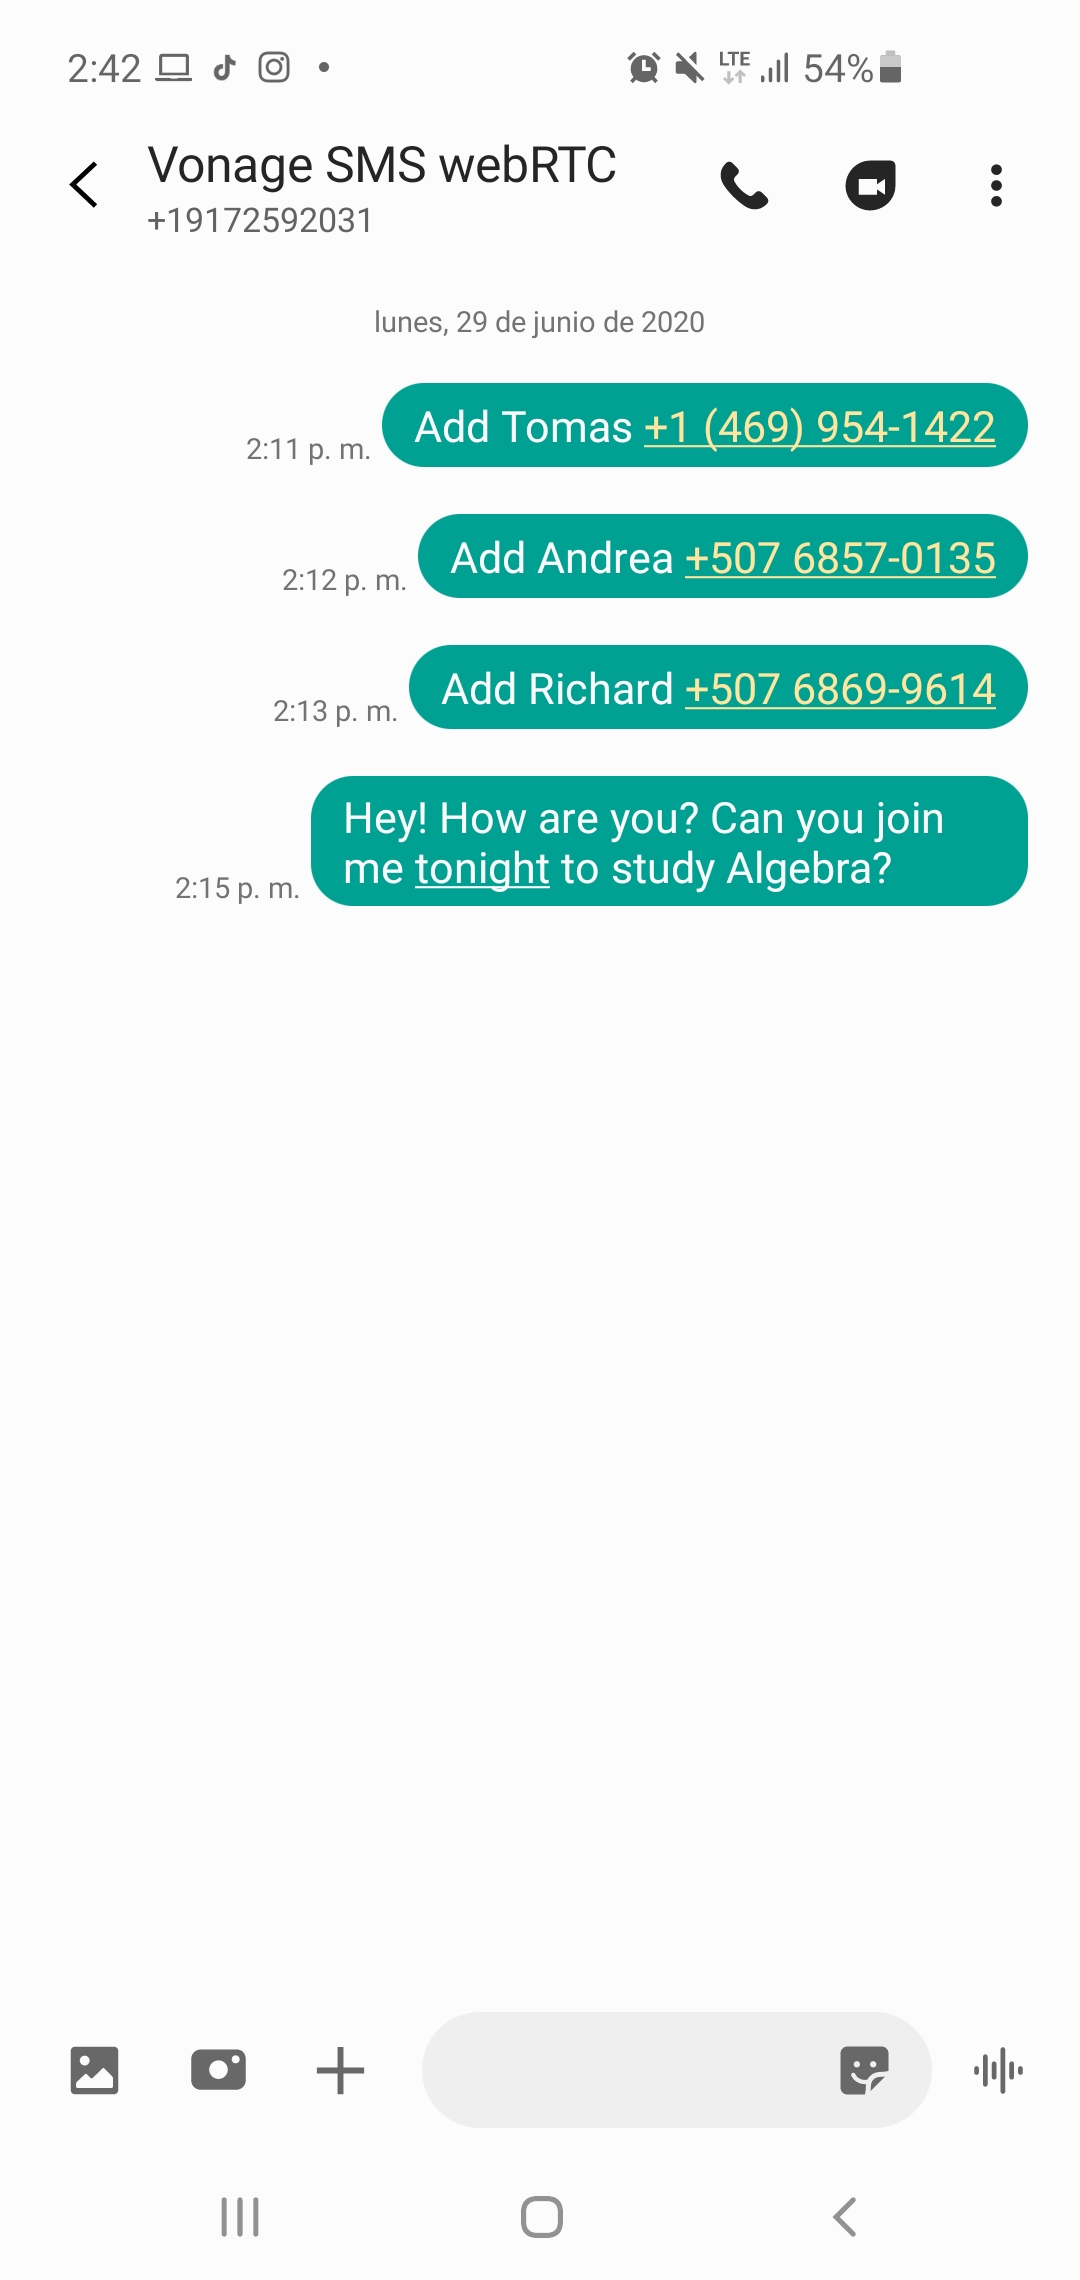 2:42
LTE
54%
Vonage SMS webRTC
+19172592031
lunes, 29 de junio de 2020
2:11 p. m.
Add Tomas +1 (469) 954-1422
2:12 p. m.
Add Andrea +507 6857-0135
2:13 p. m.
Add Richard +507 6869-9614
Hey! How are you? Can you join
me tonight to study Algebra?
2:15 p. m.